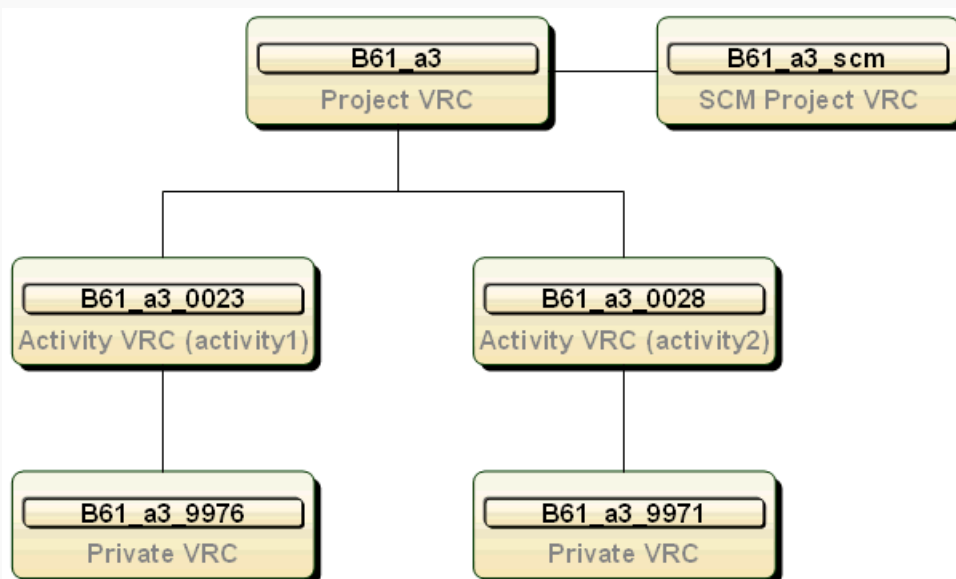 B61_a3
Project VRC
B61_a3_scm
SCM Project VRC
B61_a3_0023
Activity VRC (activity1)
B61_a3_0028
Activity VRC (activity2)
B61_a3_9976
Private VRC
B61_a3_9971
Private VRC